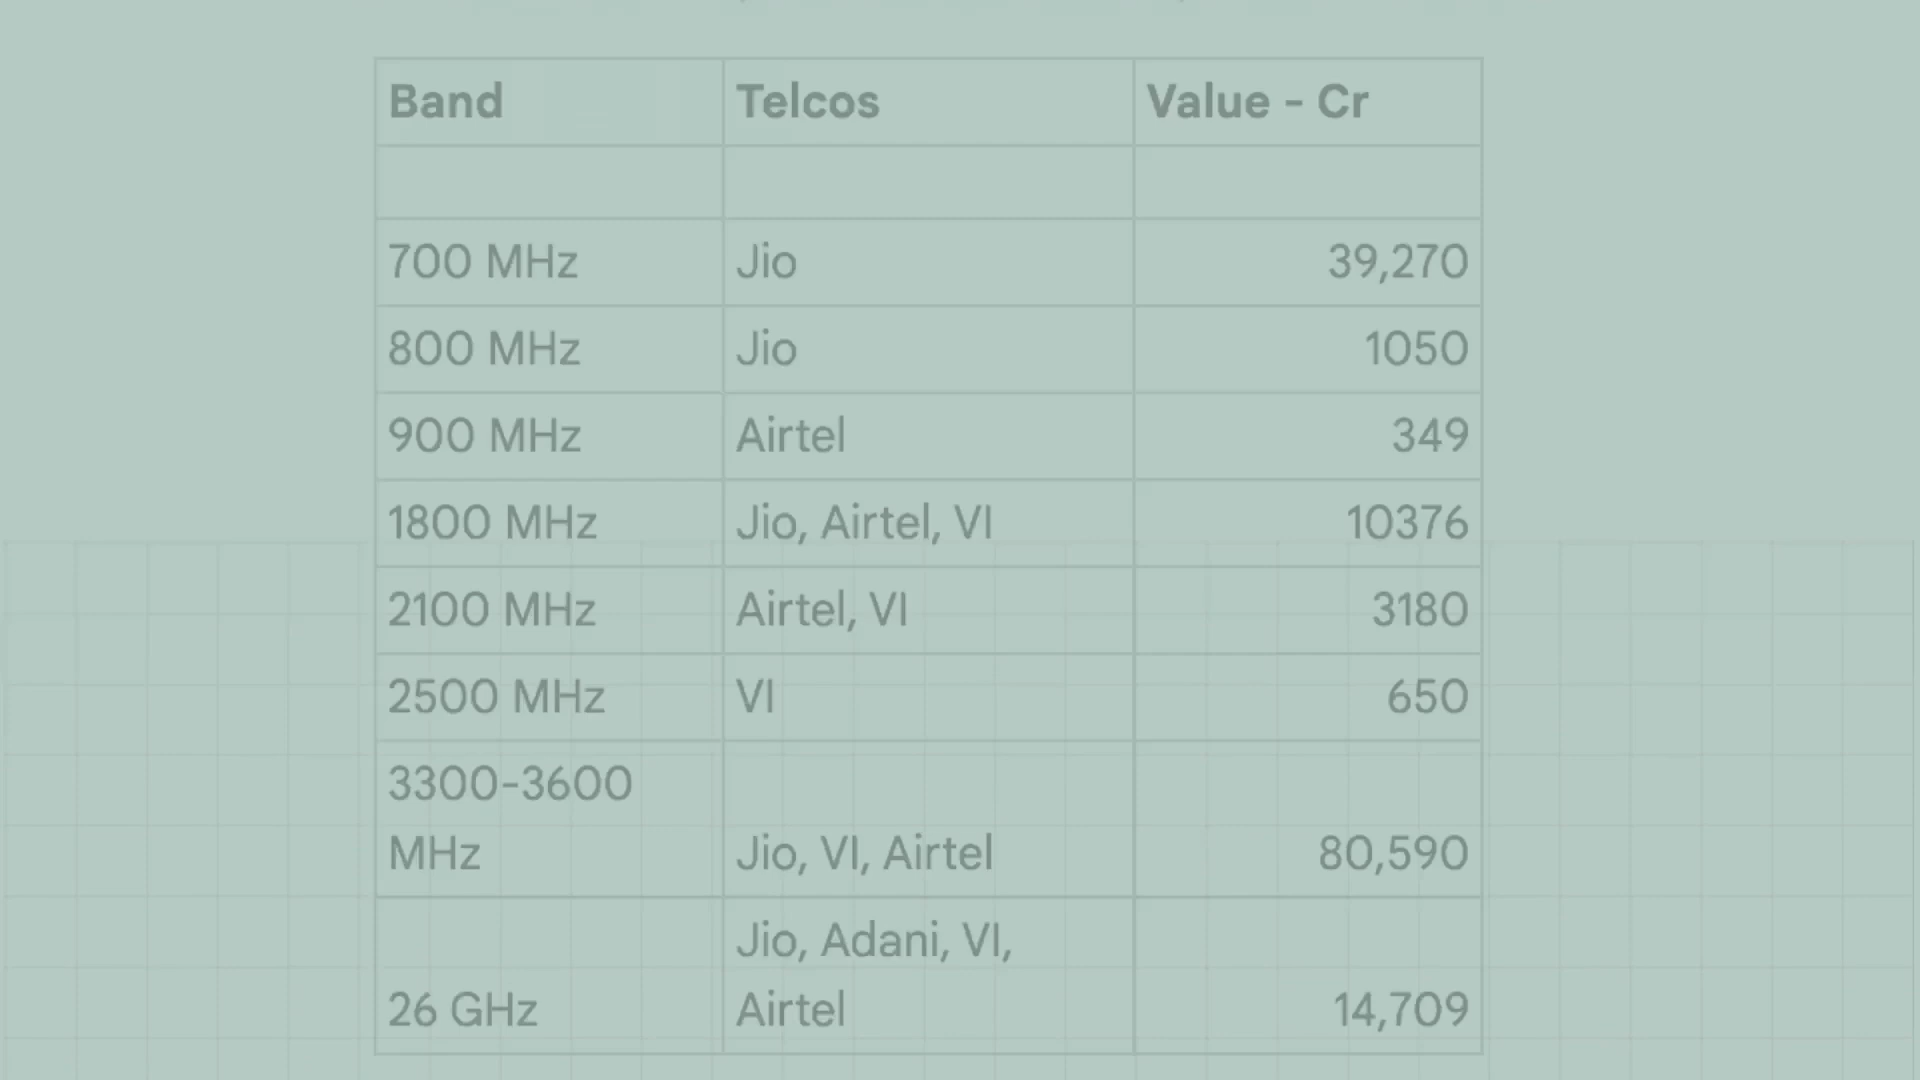 Band Telcos Value - Cr
700 MHz Jio 39,270
800 MHz Jio 1050
900 MHz Airtel 349
1800 MHz Jio, Airtel, VI 10376
2100 MHz Airtel, VI 3180
2500 MHz VI 650
3300-3600
MHz Jio, VI, Airtel 80,590
Jio, Adani, VI,
26 GHz Airtel 14,709